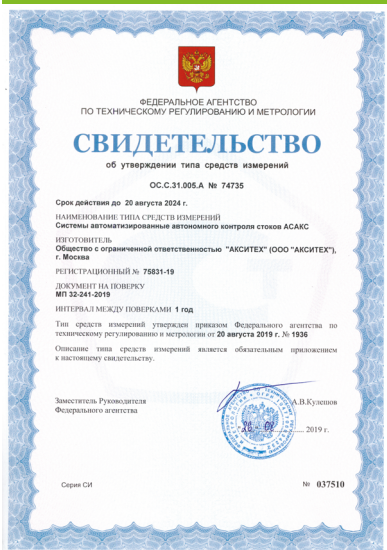 ФЕДЕРАЛЬНОЕ АГЕНТСТВО
ПО ТЕХНИЧЕСКОМУ РЕГУЛИРОВАНИЮ И МЕТРОЛОГИИ
СВИДЕТЕЛЬСТВО
об утверждении типа средств измерений
ОС.С.31.005.А № 74735
Срок действия до 20 августа 2024 г.
НАИМЕНОВАНИЕ ТИПА СРЕДСТВ ИЗМЕРЕНИЙ
Системы автоматизированные автономного контроля стоков АСАКС
ИЗГОТОВИТЕЛЬ
Общество с ограниченной ответственностью "АКСИТЕХ" (ООО "АКСИТЕХ"),
г. Москва
РЕГИСТРАЦИОННЫЙ № 75831-19
ДОКУМЕНТ НА ПОВЕРКУ
МП 32-241-2019
ИНТЕРВАЛ МЕЖДУ ПОВЕРКАМИ 1 год
Тип средств измерений утвержден приказом Федерального агентства по
техническому регулированию и метрологии от 20 августа 2019 г. № 1936
Описание типа средств измерений является обязательным приложением
к настоящему свидетельству.
Заместитель Руководителя
Федерального агентства
А.В.Кулешов
2019 г.
Серия СИ
№ 037510